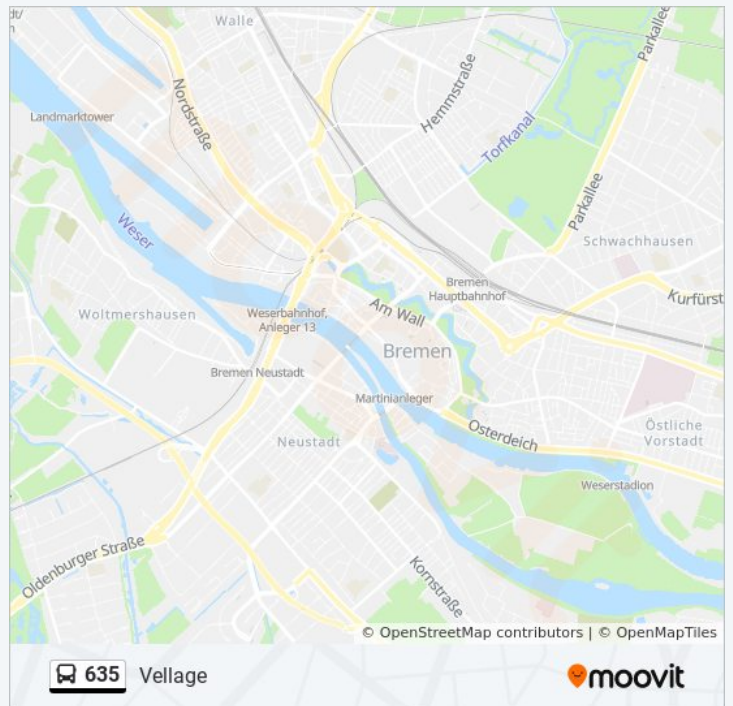 Walle
Parkallee
Hemmstraße
Nordstraße
Landmarktower
Torfkanal
Parkallee
Weser
Schwachhausen
Bremen
Hauptbahnhof
Kurfürst
Woltmershausen
Weserbahnhof,
Anleger 13
Am Wall
Bremen
Bremen Neustadt
Martinianleger
Neustadt
Osterdeich
Östliche
Vorstadt
Weserstadion
Oldenburger Straße
Kornstraße
© OpenStreetMap contributors | © OpenMapTiles
635 Vellage
moovit